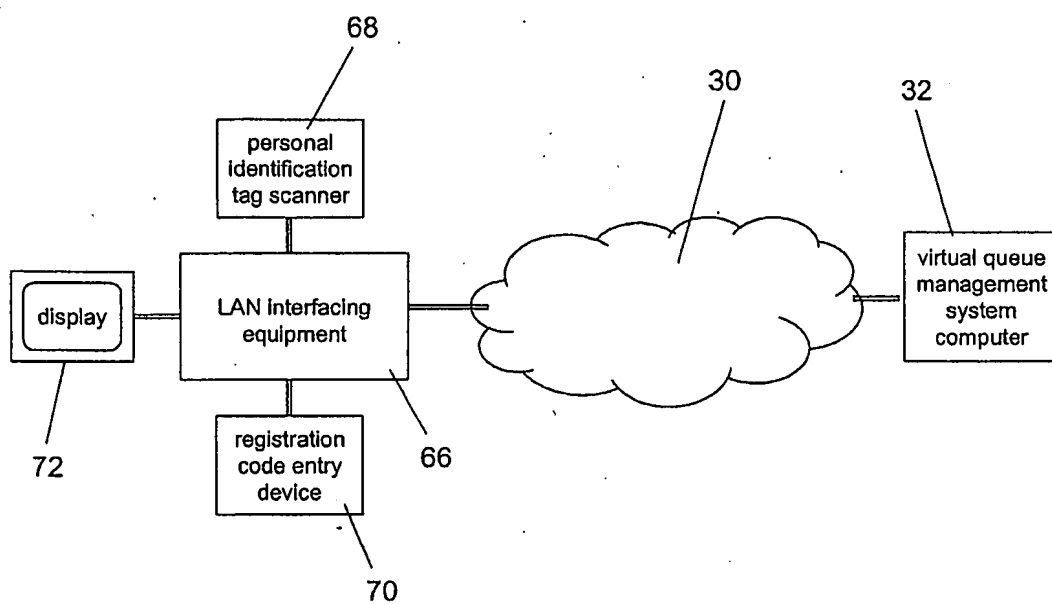 68
30
32
personal
identification
tag scanner
virtual queue
management
system
computer
display
LAN interfacing
equipment
72
registration
code entry
device
66
70